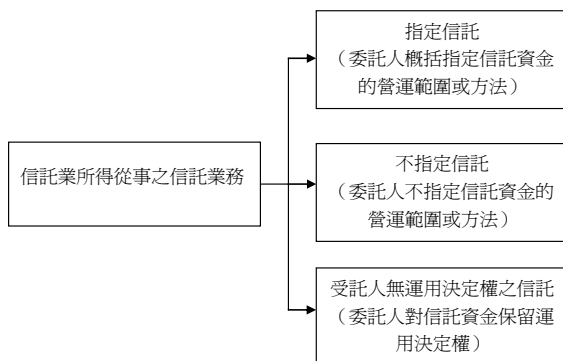 指定信託
（委託人概括指定信託資金
的營運範圍或方法）
信託業所得從事之信託業務
不指定信託
（委託人不指定信託資金的
營運範圍或方法）
受託人無運用決定權之信託
（委託人對信託資金保留運
用決定權）